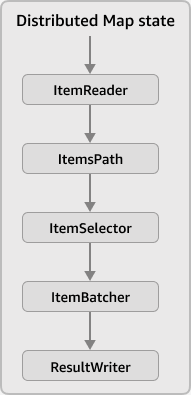 Distributed Map state
ItemReader
ItemsPath
ItemSelector
ItemBatcher
ResultWriter